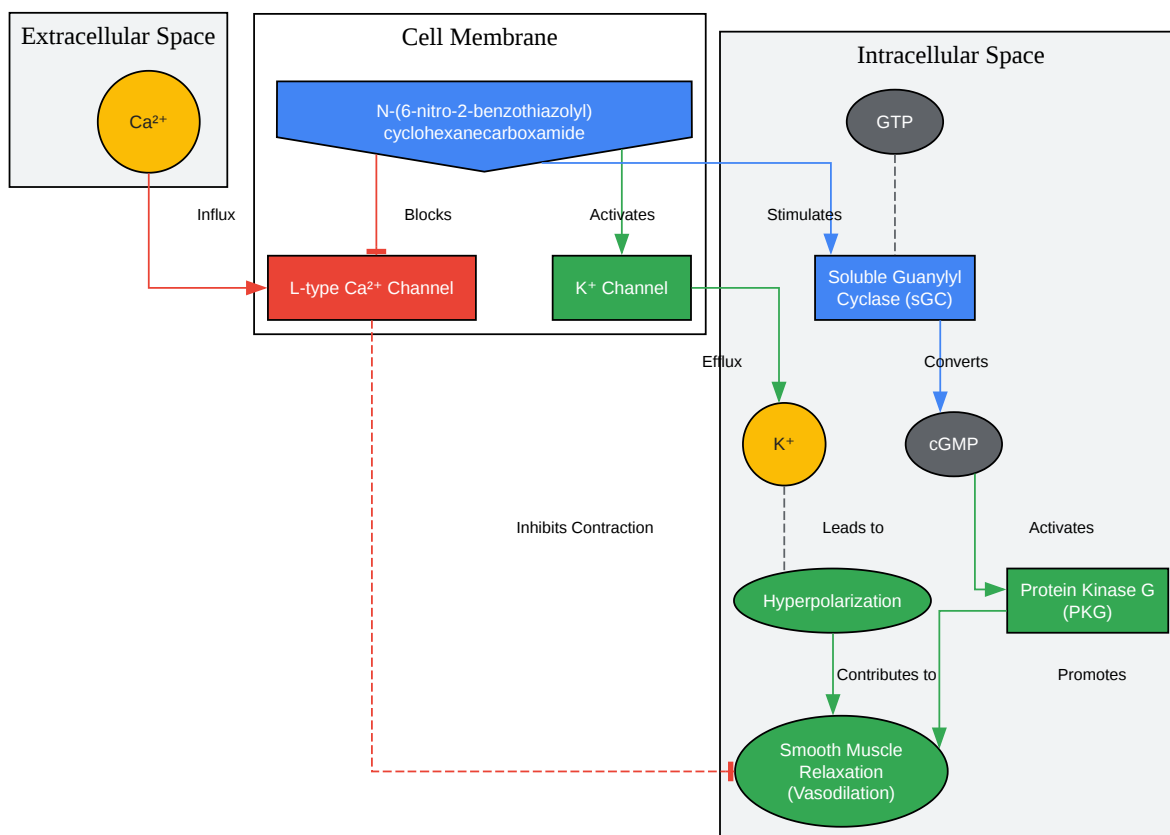 Extracellular Space
Cell Membrane
Intracellular Space
Ca²⁺
N-(6-nitro-2-benzothiazolyl)
cyclohexanecarboxamide
GTP
Influx
Blocks
Activates
Stimulates
L-type Ca²⁺ Channel
K⁺ Channel
Soluble Guanylyl
Cyclase (sGC)
Efflux
Converts
K⁺
cGMP
Inhibits Contraction
Leads to
Activates
Hyperpolarization
Protein Kinase G
(PKG)
Contributes to
Promotes
Smooth Muscle
Relaxation
(Vasodilation)